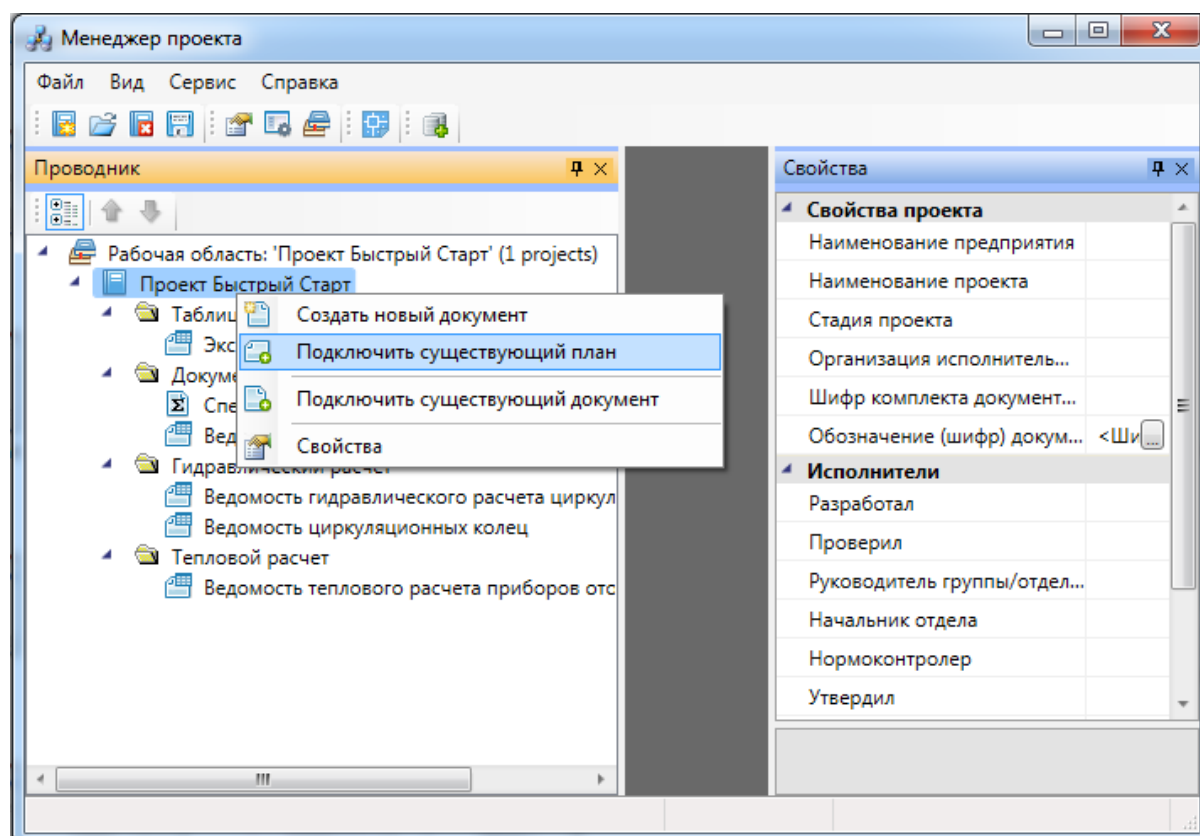 Менеджер проекта
Файл Вид Сервис Справка
Проводник
Рабочая область: 'Проект Быстрый Старт' (1 projects)
Проект Быстрый Старт
Таблиц
Экс
Докуме
Спе
Вед
Гидравлический расчет
Ведомость гидравлического расчета циркул
Ведомость циркуляционных колец
Тепловой расчет
Ведомость теплового расчета приборов отс
Создать новый документ
Подключить существующий план
Подключить существующий документ
Свойства
Свойства
Свойства проекта
Наименование предприятия
Наименование проекта
Стадия проекта
Организация исполнитель...
Шифр комплекта документ...
Обозначение (шифр) докум... <Ши ...
Исполнители
Разработал
Проверил
Руководитель группы/отдел...
Начальник отдела
Нормоконтролер
Утвердил